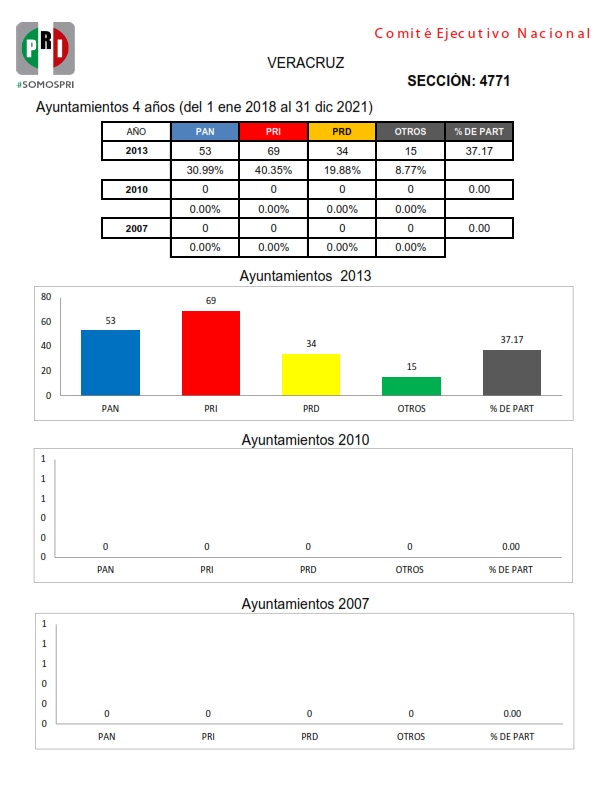 Comité Ejecutivo Nacional
PRI
#SOMOSPRI
VERACRUZ
SECCIÓN: 4771
Ayuntamientos 4 años (del 1 ene 2018 al 31 dic 2021)
AÑO PAN PRI PRD OTROS % DE PART
2013 53 69 34 15 37.17
30.99% 40.35% 19.88% 8.77%
2010 0 0 0 0 0.00
0.00% 0.00% 0.00% 0.00%
2007 0 0 0 0 0.00
0.00% 0.00% 0.00% 0.00%
Ayuntamientos 2013
80
60
40
20
0
53 69 34 15 37.17
PAN PRI PRD OTROS % DE PART
Ayuntamientos 2010
1
1
1
0
0
0
0 0 0 0 0.00
PAN PRI PRD OTROS % DE PART
Ayuntamientos 2007
1
1
1
0
0
0
0 0 0 0 0.00
PAN PRI PRD OTROS % DE PART